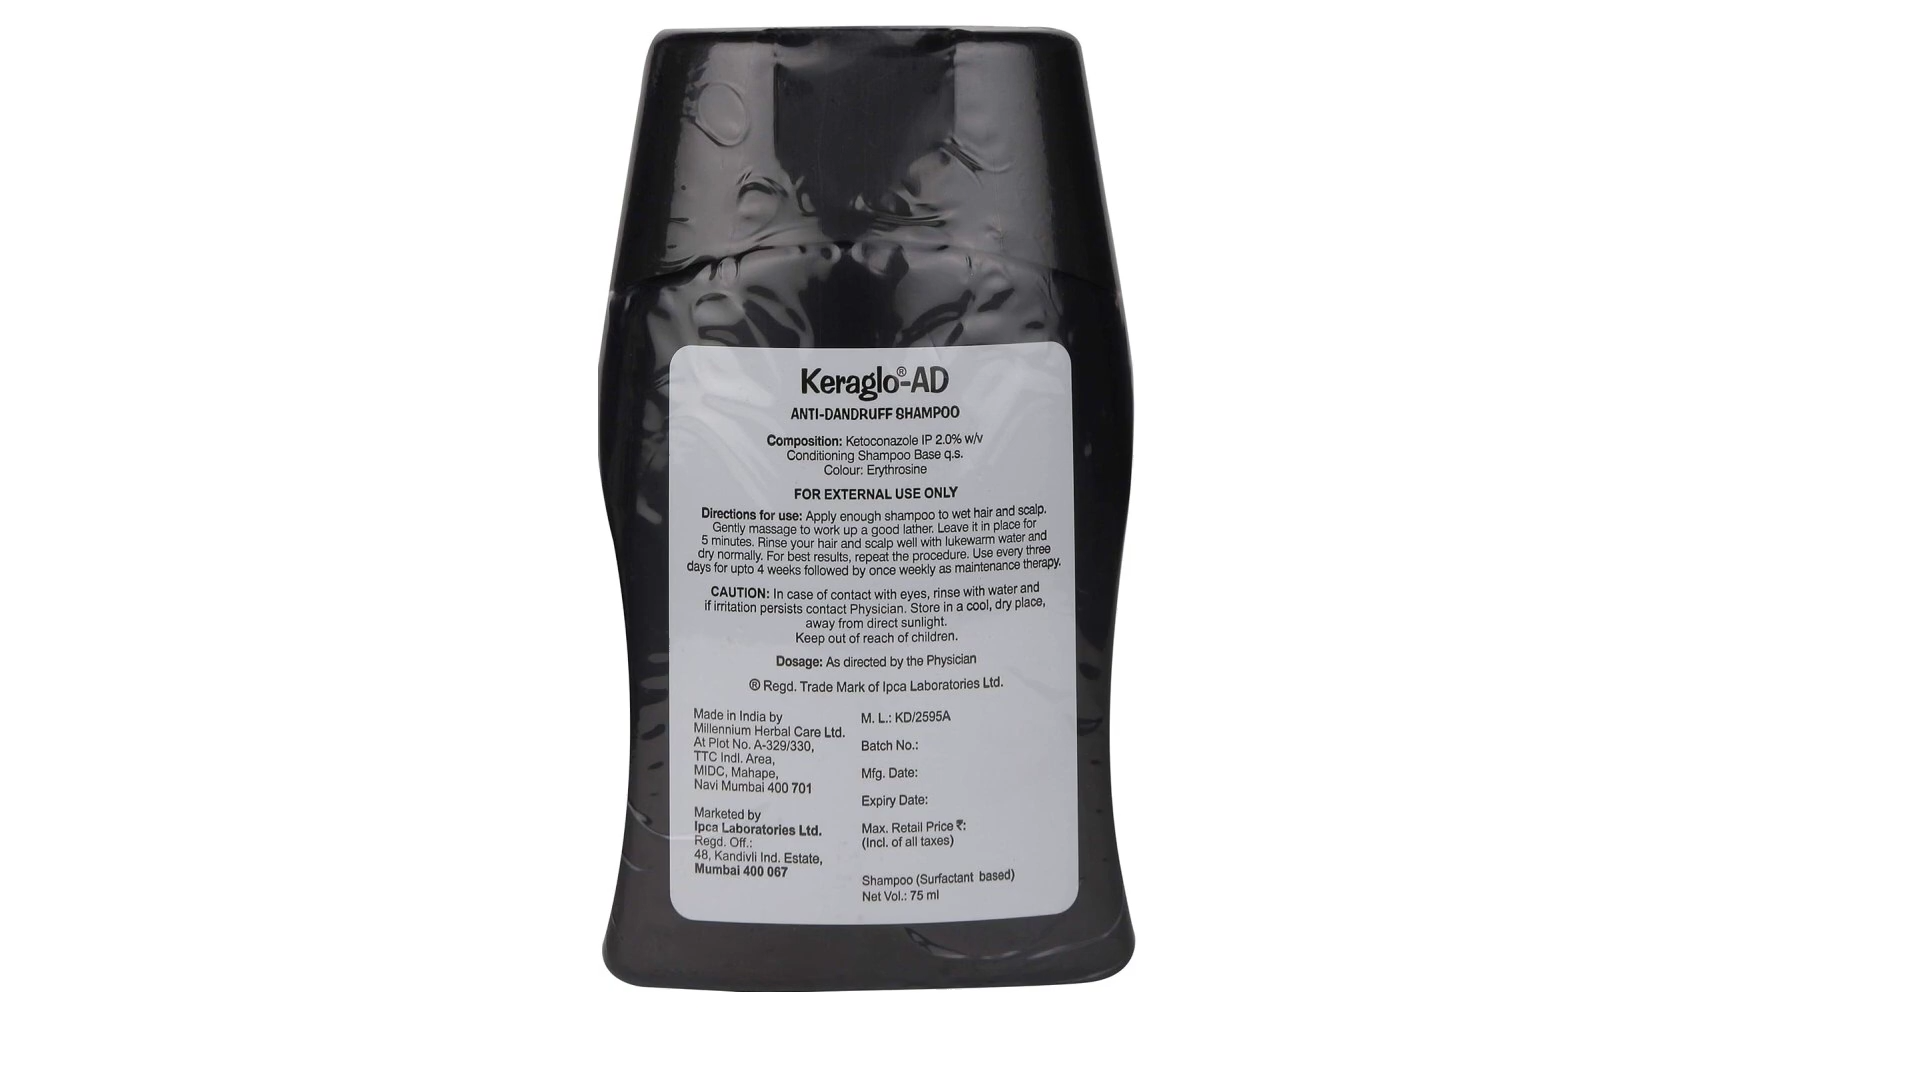 Keraglo®-AD
ANTI-DANDRUFF SHAMPOO
Composition: Ketoconazole IP 2.0% w/v
Conditioning Shampoo Base q.s.
Colour: Erythrosine
FOR EXTERNAL USE ONLY
Directions for use: Apply enough shampoo to wet hair and scalp.
Gently massage to work up a good lather. Leave it in place for
5 minutes. Rinse your hair and scalp well with lukewarm water and
dry normally. For best results, repeat the procedure. Use every three
days for upto 4 weeks followed by once weekly as maintenance therapy.
CAUTION: In case of contact with eyes, rinse with water and
if irritation persists contact Physician. Store in a cool, dry place,
away from direct sunlight.
Keep out of reach of children.
Dosage: As directed by the Physician
® Regd. Trade Mark of Ipca Laboratories Ltd.
Made in India by
Millennium Herbal Care Ltd.
At Plot No. A-329/330,
TTC Indl. Area,
MIDC, Mahape,
Navi Mumbai 400 701
Marketed by
Ipca Laboratories Ltd.
Regd. Off.:
48, Kandivli Ind. Estate,
Mumbai 400 067
M. L.: KD/2595A
Batch No.:
Mfg. Date:
Expiry Date:
Max. Retail Price ₹:
(Incl. of all taxes)
Shampoo (Surfactant based)
Net Vol.: 75 ml